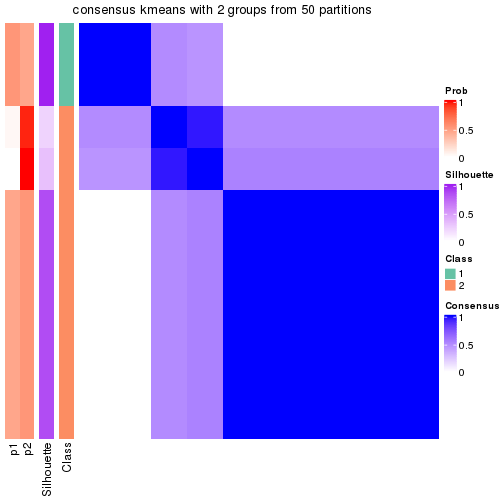 consensus kmeans with 2 groups from 50 partitions
Prob
1
0.5
0
Silhouette
1
0.5
0
Class
1
2
Consensus
1
0.5
0
p1
p2
Silhouette
Class